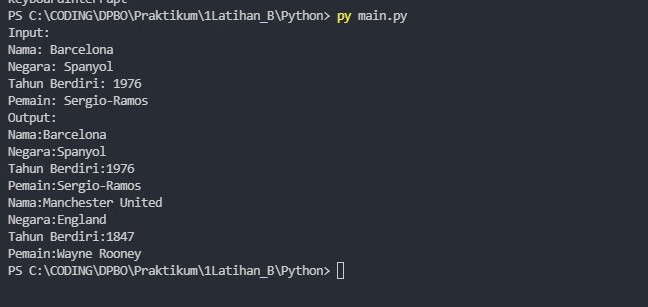 KeyboardInterrupt
PS C:\CODING\DPBO\Praktikum\1Latihan_B\Python> py main.py
Input:
Nama: Barcelona
Negara: Spanyol
Tahun Berdiri: 1976
Pemain: Sergio-Ramos
Output:
Nama:Barcelona
Negara:Spanyol
Tahun Berdiri:1976
Pemain:Sergio-Ramos
Nama:Manchester United
Negara:England
Tahun Berdiri:1847
Pemain:Wayne Rooney
PS C:\CODING\DPBO\Praktikum\1Latihan_B\Python>